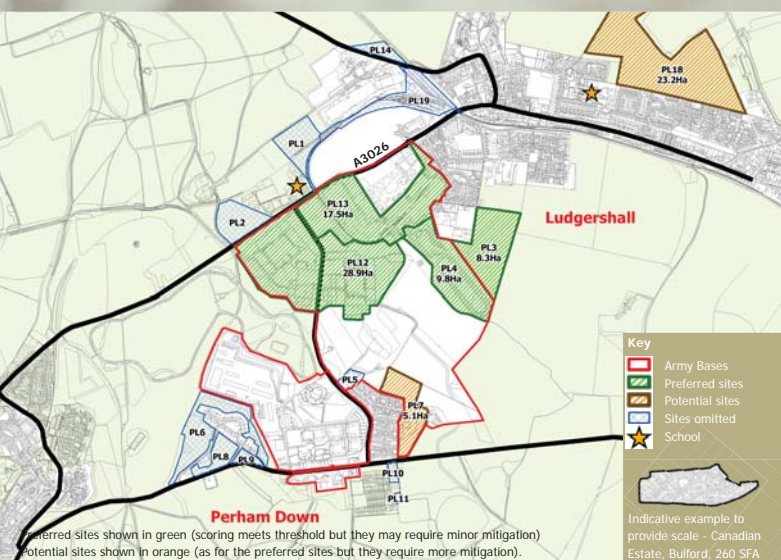 PL14
PL18
23.2Ha
PL19
A3026
PL1
PL13
17.5Ha
PL2
Ludgershall
PL3
8.3Ha
PL12
28.9Ha
PL4
9.8Ha
Key
Army Bases
Preferred sites
Potential sites
Sites omitted
School
PL5
PL7
5.1Ha
PL6
PL8
PL9
PL10
PL11
Perham Down
Indicative example to
provide scale - Canadian
Estate, Bulford, 260 SFA
Preferred sites shown in green (scoring meets threshold but they may require minor mitigation)
Potential sites shown in orange (as for the preferred sites but they require more mitigation).